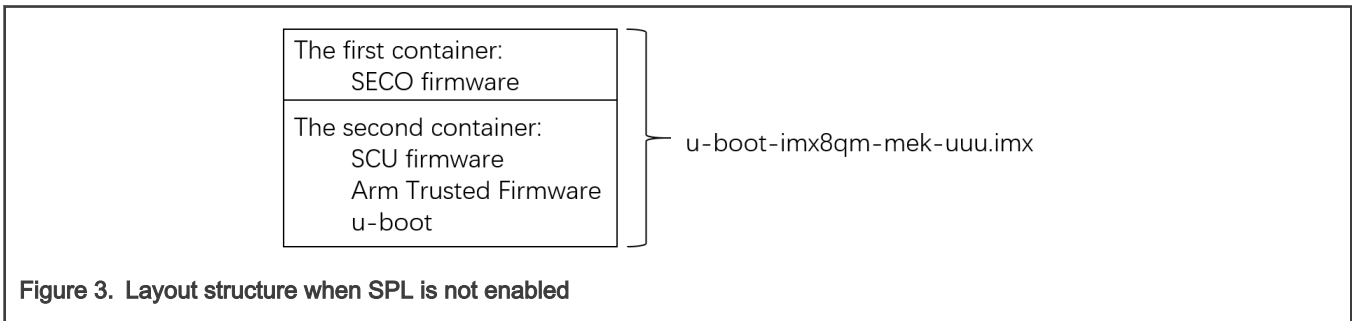 The first container:
SECO firmware
The second container:
SCU firmware
Arm Trusted Firmware
u-boot
u-boot-imx8qm-mek-uuu.imx
Figure 3. Layout structure when SPL is not enabled